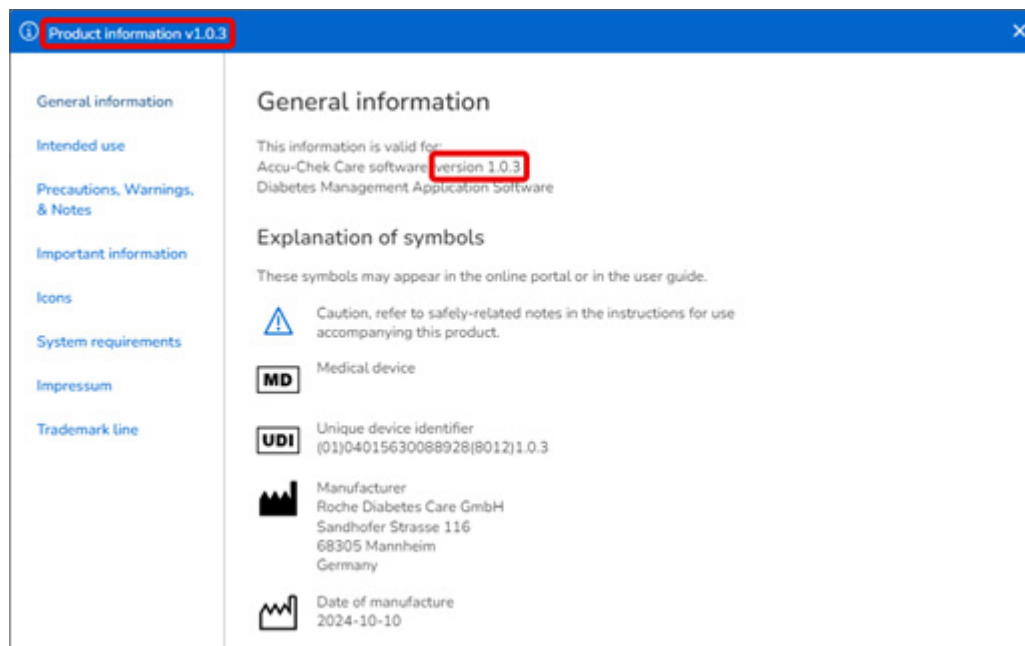 Product information v1.0.3
General information
Intended use
Precautions, Warnings,
& Notes
Important information
Icons
System requirements
Impressum
Trademark line
General information
This information is valid for:
Accu-Chek Care software version 1.0.3
Diabetes Management Application Software
Explanation of symbols
These symbols may appear in the online portal or in the user guide.
Caution, refer to safely-related notes in the instructions for use
accompanying this product.
MD
Medical device
UDI
Unique device identifier
(01)04015630088928(8012)1.0.3
Manufacturer
Roche Diabetes Care GmbH
Sandhofer Strasse 116
68305 Mannheim
Germany
Date of manufacture
2024-10-10